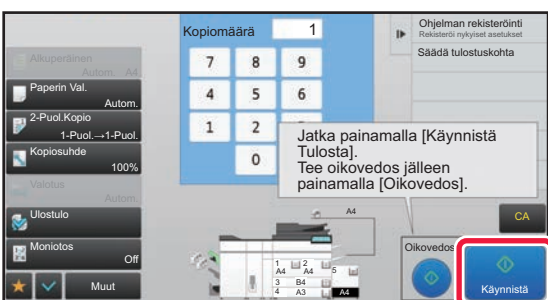 Kopiomäärä
1
Ohjelman rekisteröinti
Rekisteröi nykyiset asetukset
Säädä tulostuskohta
Alkuperäinen
Autom. A4
Paperin Val.
Autom.
2-Puol.Kopio
1-Puol.→1-Puol.
Kopiosuhde
100%
Valotus
Autom.
Ulostulo
Moniotos
Off
Muut
7 8 9
4 5 6
1 2
0
Jatka painamalla [Käynnistä
Tulosta].
Tee oikovedos jälleen
painamalla [Oikovedos].
A4
1 A4
2 A4
3 B4
4 A3
5
A4
CA
Oikovedos
Käynnistä